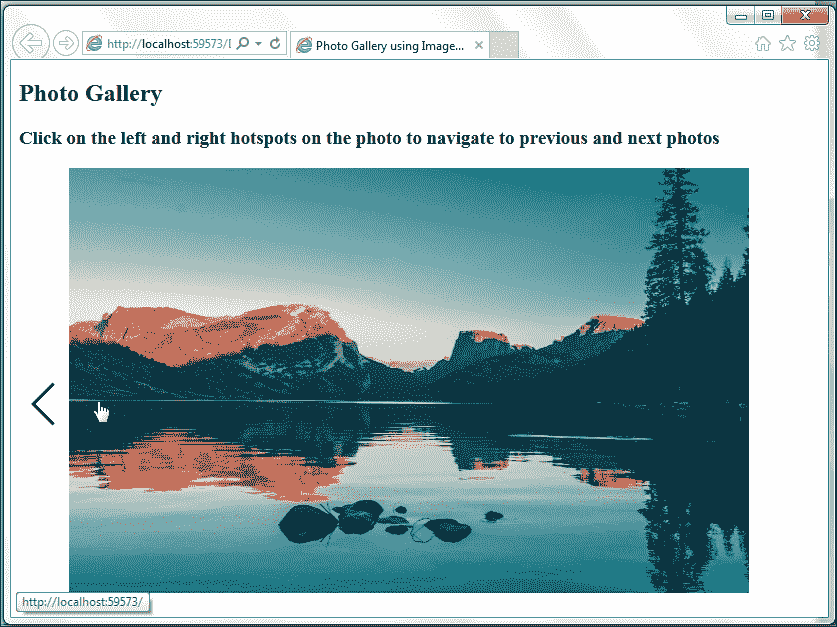 http://localhost:59573/
Photo Gallery using Image...
Photo Gallery
Click on the left and right hotspots on the photo to navigate to previous and next photos
http://localhost:59573/